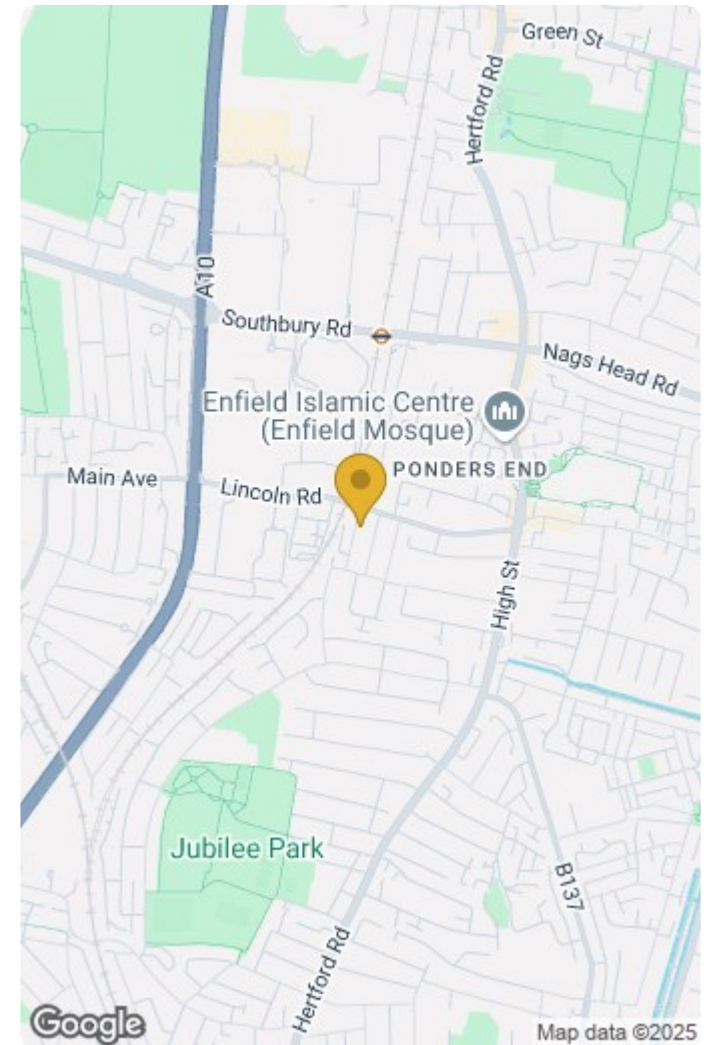 Green St
Hertford Rd
A10
Southbury Rd
Nags Head Rd
Enfield Islamic Centre
(Enfield Mosque)
PONDERS END
Main Ave
Lincoln Rd
High St
Jubilee Park
B137
Hertford Rd
Google
Map data ©2025